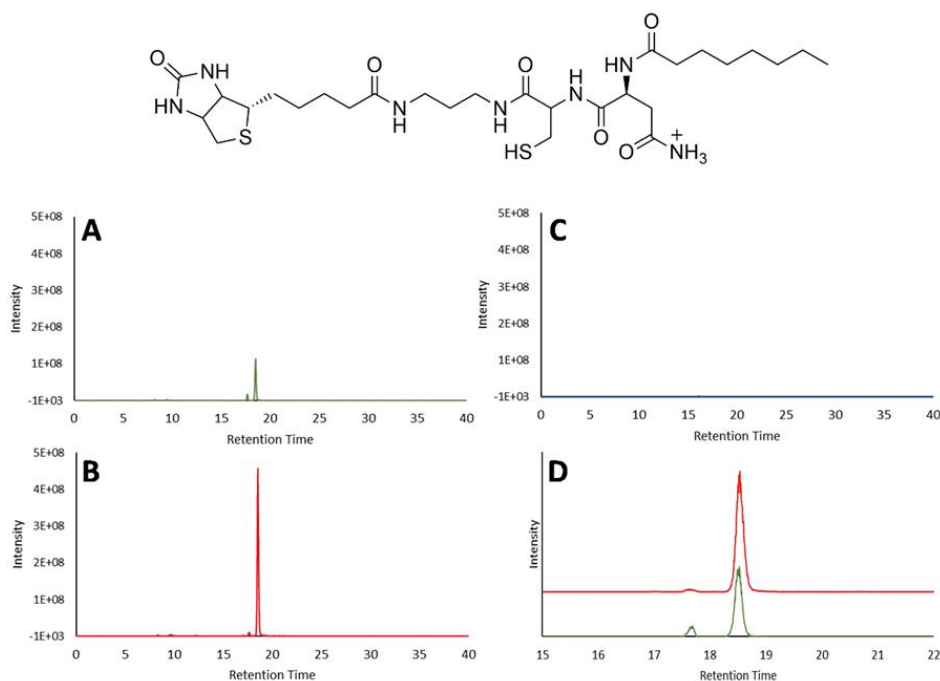 O
NH
HN
S
O
N
H
N
H
O
HS
H
N
O
HN
O
O
+
NH3
A
5E+08
4E+08
3E+08
2E+08
1E+08
-1E+03
Intensity
0 5 10 15 20 25 30 35 40
Retention Time
C
5E+08
4E+08
3E+08
2E+08
1E+08
-1E+03
Intensity
0 5 10 15 20 25 30 35 40
Retention Time
B
5E+08
4E+08
3E+08
2E+08
1E+08
-1E+03
Intensity
0 5 10 15 20 25 30 35 40
Retention Time
D
Intensity
15 16 17 18 19 20 21 22
Retention Time